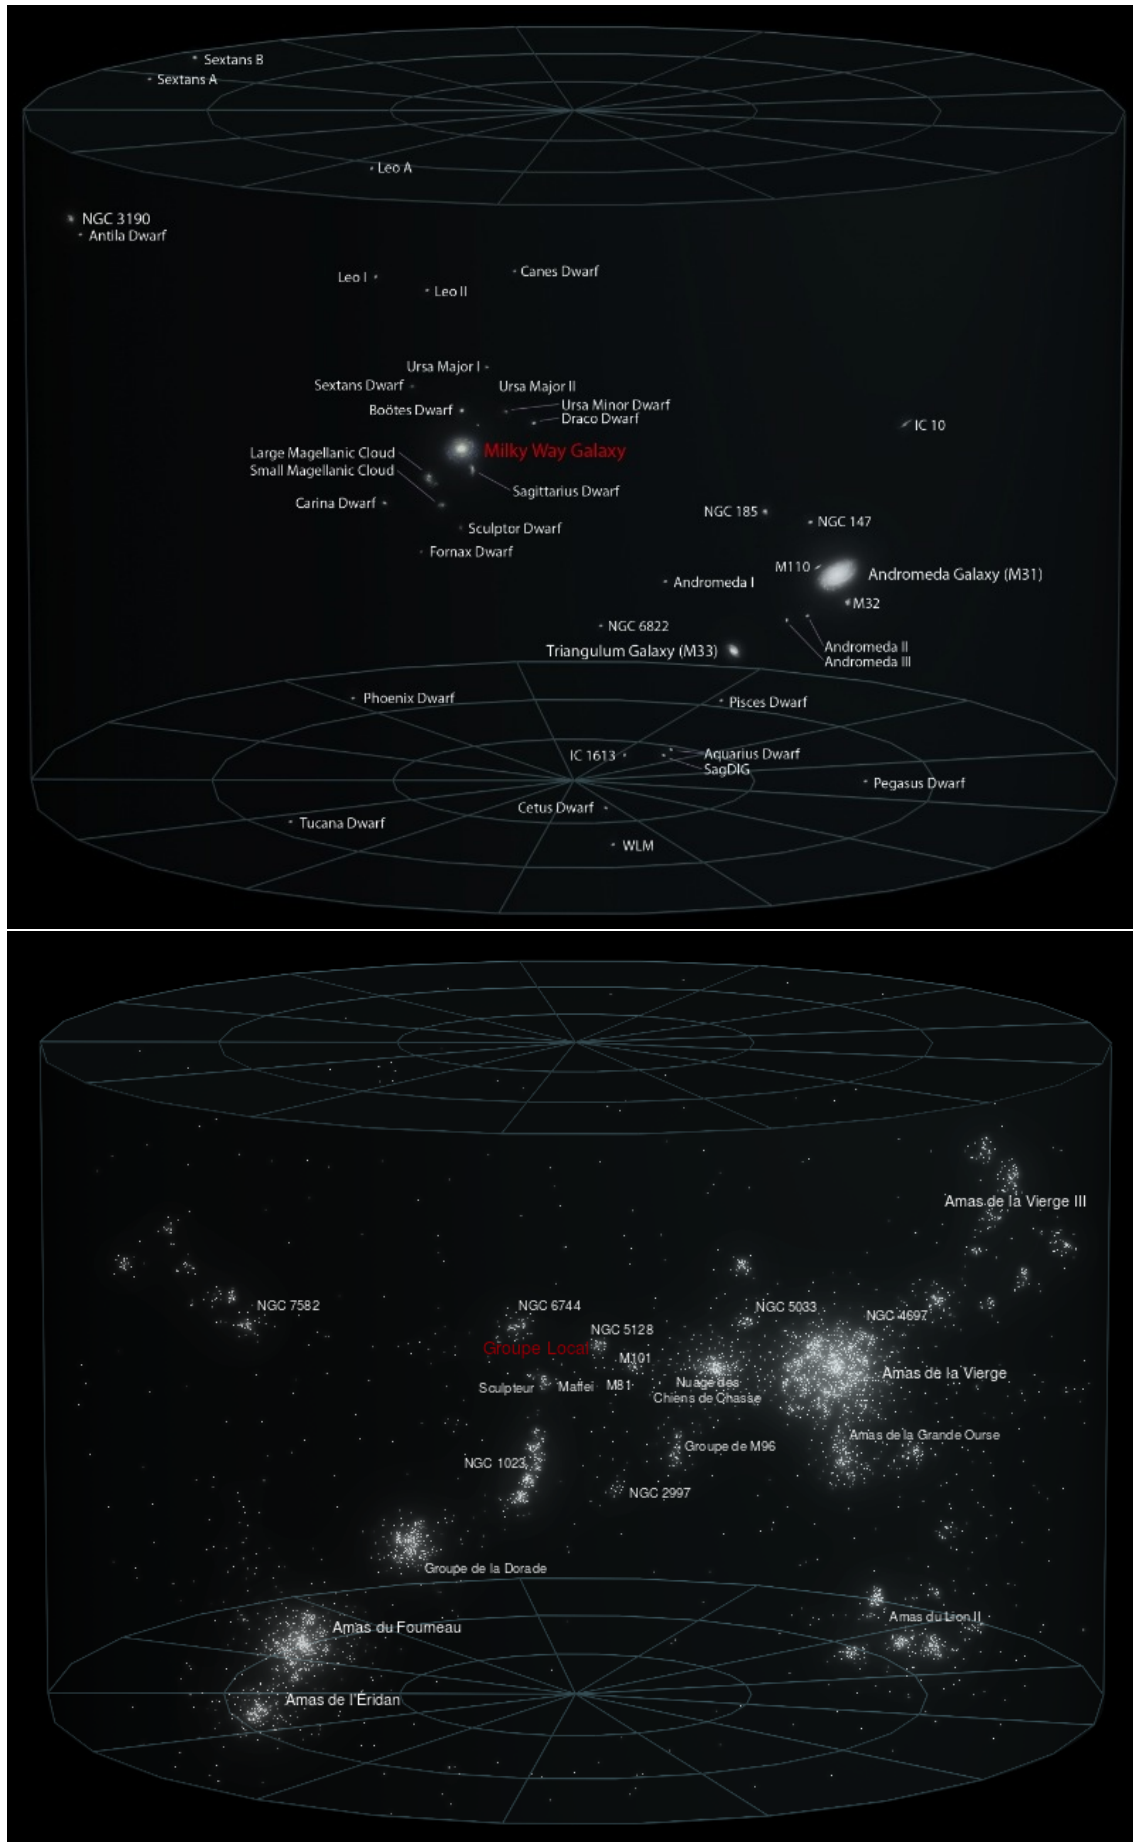 Sextans B
Sextans A
Leo A
NGC 3190
Antila Dwarf
Leo I
Leo II
Canes Dwarf
Ursa Major I
Sextans Dwarf
Ursa Major II
Boötes Dwarf
Ursa Minor Dwarf
Draco Dwarf
IC 10
Large Magellanic Cloud
Milky Way Galaxy
Small Magellanic Cloud
Sagittarius Dwarf
Carina Dwarf
NGC 185
NGC 147
Sculptor Dwarf
Fornax Dwarf
M110
Andromeda Galaxy (M31)
Andromeda I
M32
NGC 6822
Triangulum Galaxy (M33)
Andromeda II
Andromeda III
Phoenix Dwarf
Pisces Dwarf
IC 1613
Aquarius Dwarf
SagDIG
Pegasus Dwarf
Cetus Dwarf
Tucana Dwarf
WLM
Amas de la Vierge III
NGC 7582
NGC 6744
NGC 5033
NGC 4697
NGC 5128
Groupe Local
M101
Amas de la Vierge
Sculpteur
Maffei
M81
Nuage des
Chiens de Chasse
Amas de la Grande Ourse
Groupe de M96
NGC 1023
NGC 2997
Groupe de la Dorade
Amas du Lion II
Amas du Fourneau
Amas de l'Éridan